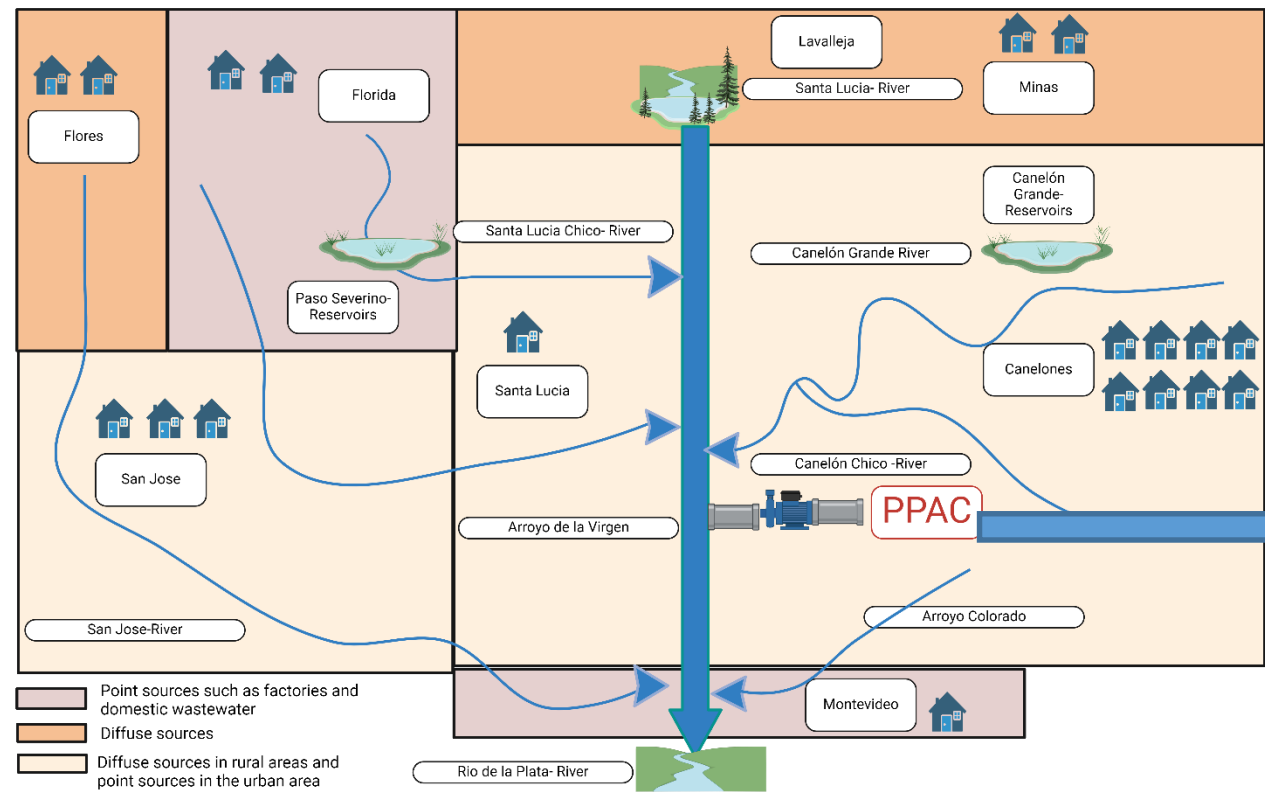 Lavalleja
Santa Lucia- River
Minas
Florida
Flores
Canelón
Grande-
Reservoirs
Santa Lucia Chico- River
Canelón Grande River
Paso Severino-
Reservoirs
Santa Lucia
Canelones
San Jose
Canelón Chico -River
PPAC
Arroyo de la Virgen
San Jose-River
Arroyo Colorado
Point sources such as factories and
domestic wastewater
Diffuse sources
Diffuse sources in rural areas and
point sources in the urban area
Montevideo
Rio de la Plata- River